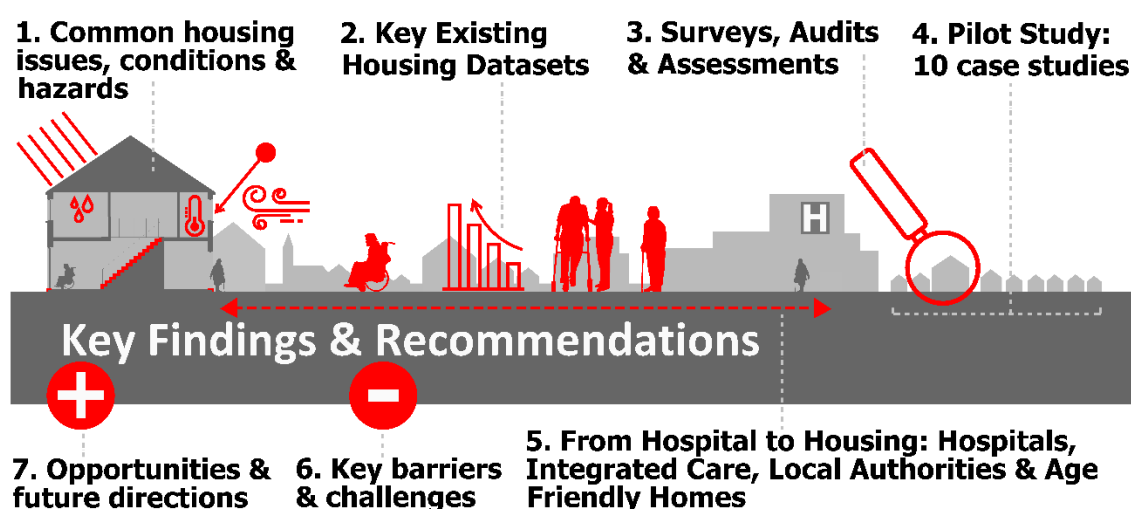 1. Common housing
issues, conditions &
hazards
2. Key Existing
Housing Datasets
3. Surveys, Audits
& Assessments
4. Pilot Study:
10 case studies
H
Key Findings & Recommendations
7. Opportunities &
future directions
6. Key barriers
& challenges
5. From Hospital to Housing: Hospitals,
Integrated Care, Local Authorities & Age
Friendly Homes